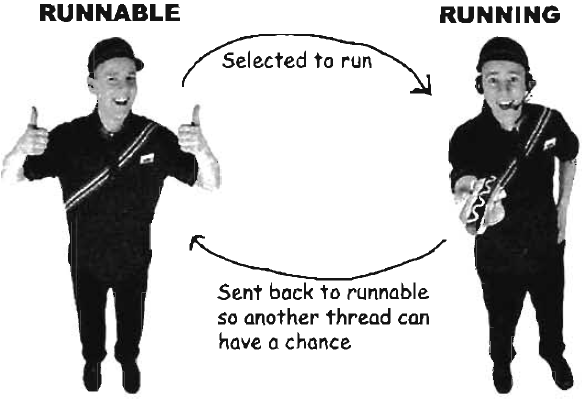 RUNNABLE
RUNNING
Selected to run
Sent back to runnable
so another thread can
have a chance